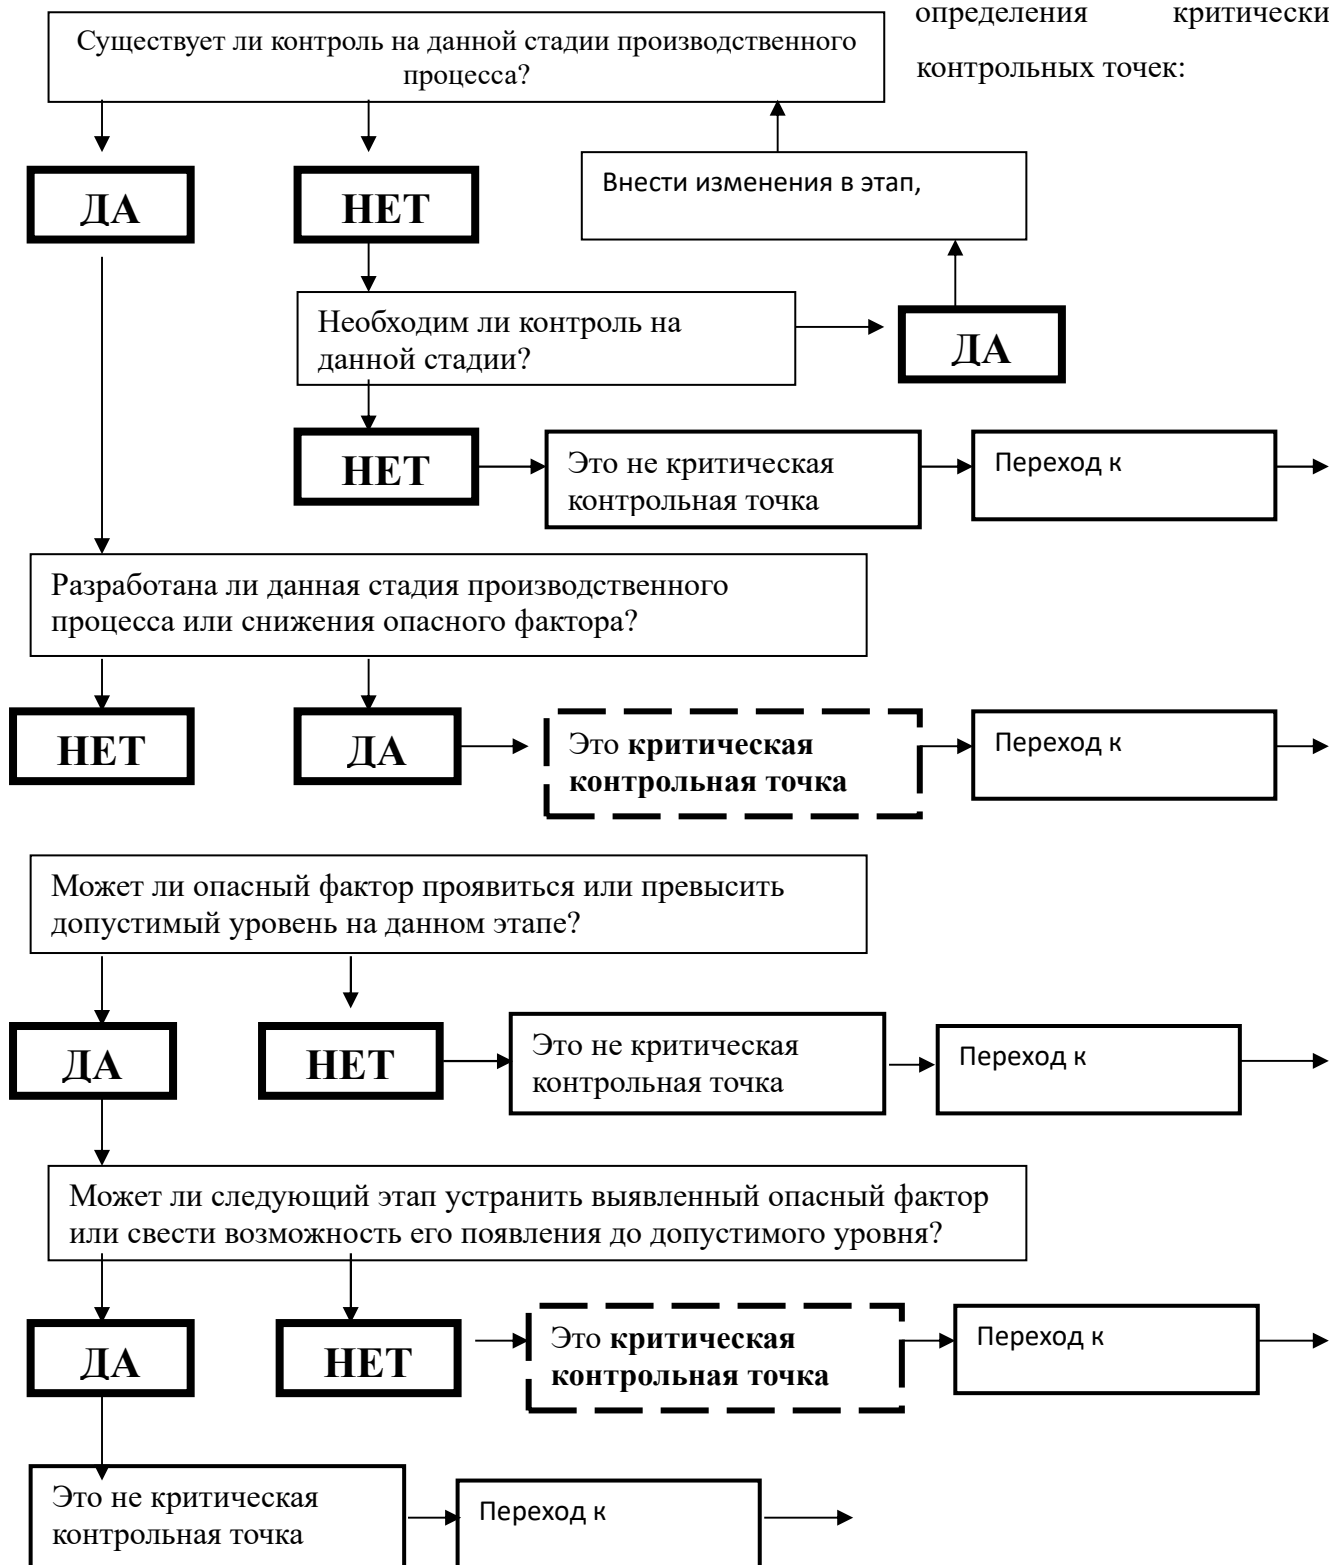 определения критически
контрольных точек:
Существует ли контроль на данной стадии производственного
процесса?
ДА
НЕТ
Внести изменения в этап,
Необходим ли контроль на
данной стадии?
ДА
НЕТ
Это не критическая
контрольная точка
Переход к
Разработана ли данная стадия производственного
процесса или снижения опасного фактора?
НЕТ
ДА
Это критическая
контрольная точка
Переход к
Может ли опасный фактор проявиться или превысить
допустимый уровень на данном этапе?
ДА
НЕТ
Это не критическая
контрольная точка
Переход к
Может ли следующий этап устранить выявленный опасный фактор
или свести возможность его появления до допустимого уровня?
ДА
НЕТ
Это критическая
контрольная точка
Переход к
Это не критическая
контрольная точка
Переход к